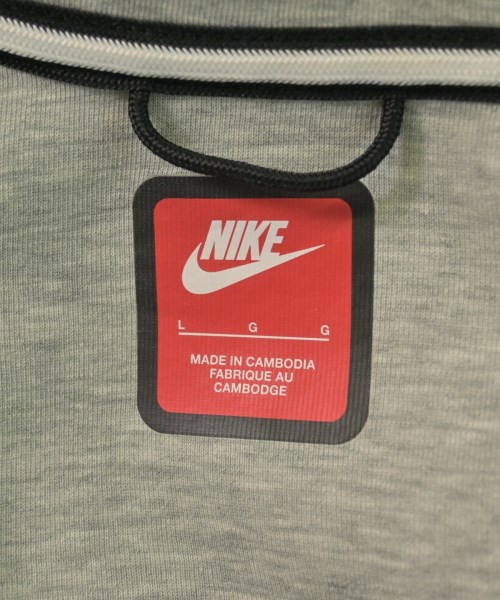 NIKE
L G G
MADE IN CAMBODIA
FABRIQUE AU
CAMBODGE